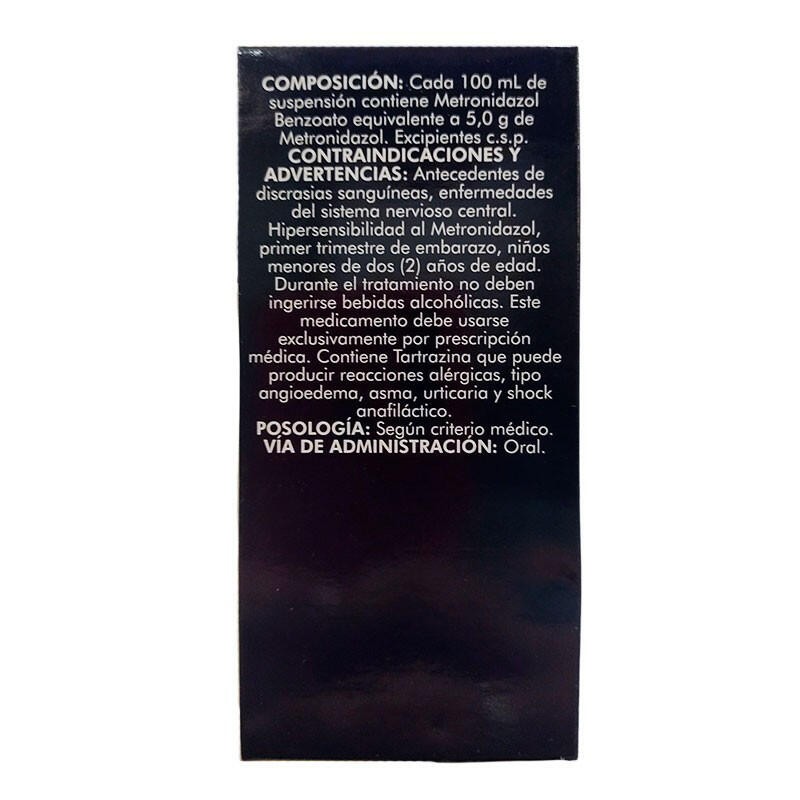 COMPOSICIÓN: Cada 100 mL de
suspensión contiene Metronidazol
Benzoato equivalente a 5,0 g de
Metronidazol. Excipientes c.s.p.
CONTRAINDICACIONES Y
ADVERTENCIAS: Antecedentes de
discrasias sanguíneas, enfermedades
del sistema nervioso central.
Hipersensibilidad al Metronidazol,
primer trimestre de embarazo, niños
menores de dos (2) años de edad.
Durante el tratamiento no deben
ingerirse bebidas alcohólicas. Este
medicamento debe usarse
exclusivamente por prescripción
médica. Contiene Tartrazina que puede
producir reacciones alérgicas, tipo
angioedema, asma, urticaria y shock
anafiláctico.
POSOLOGÍA: Según criterio médico.
VÍA DE ADMINISTRACIÓN: Oral.